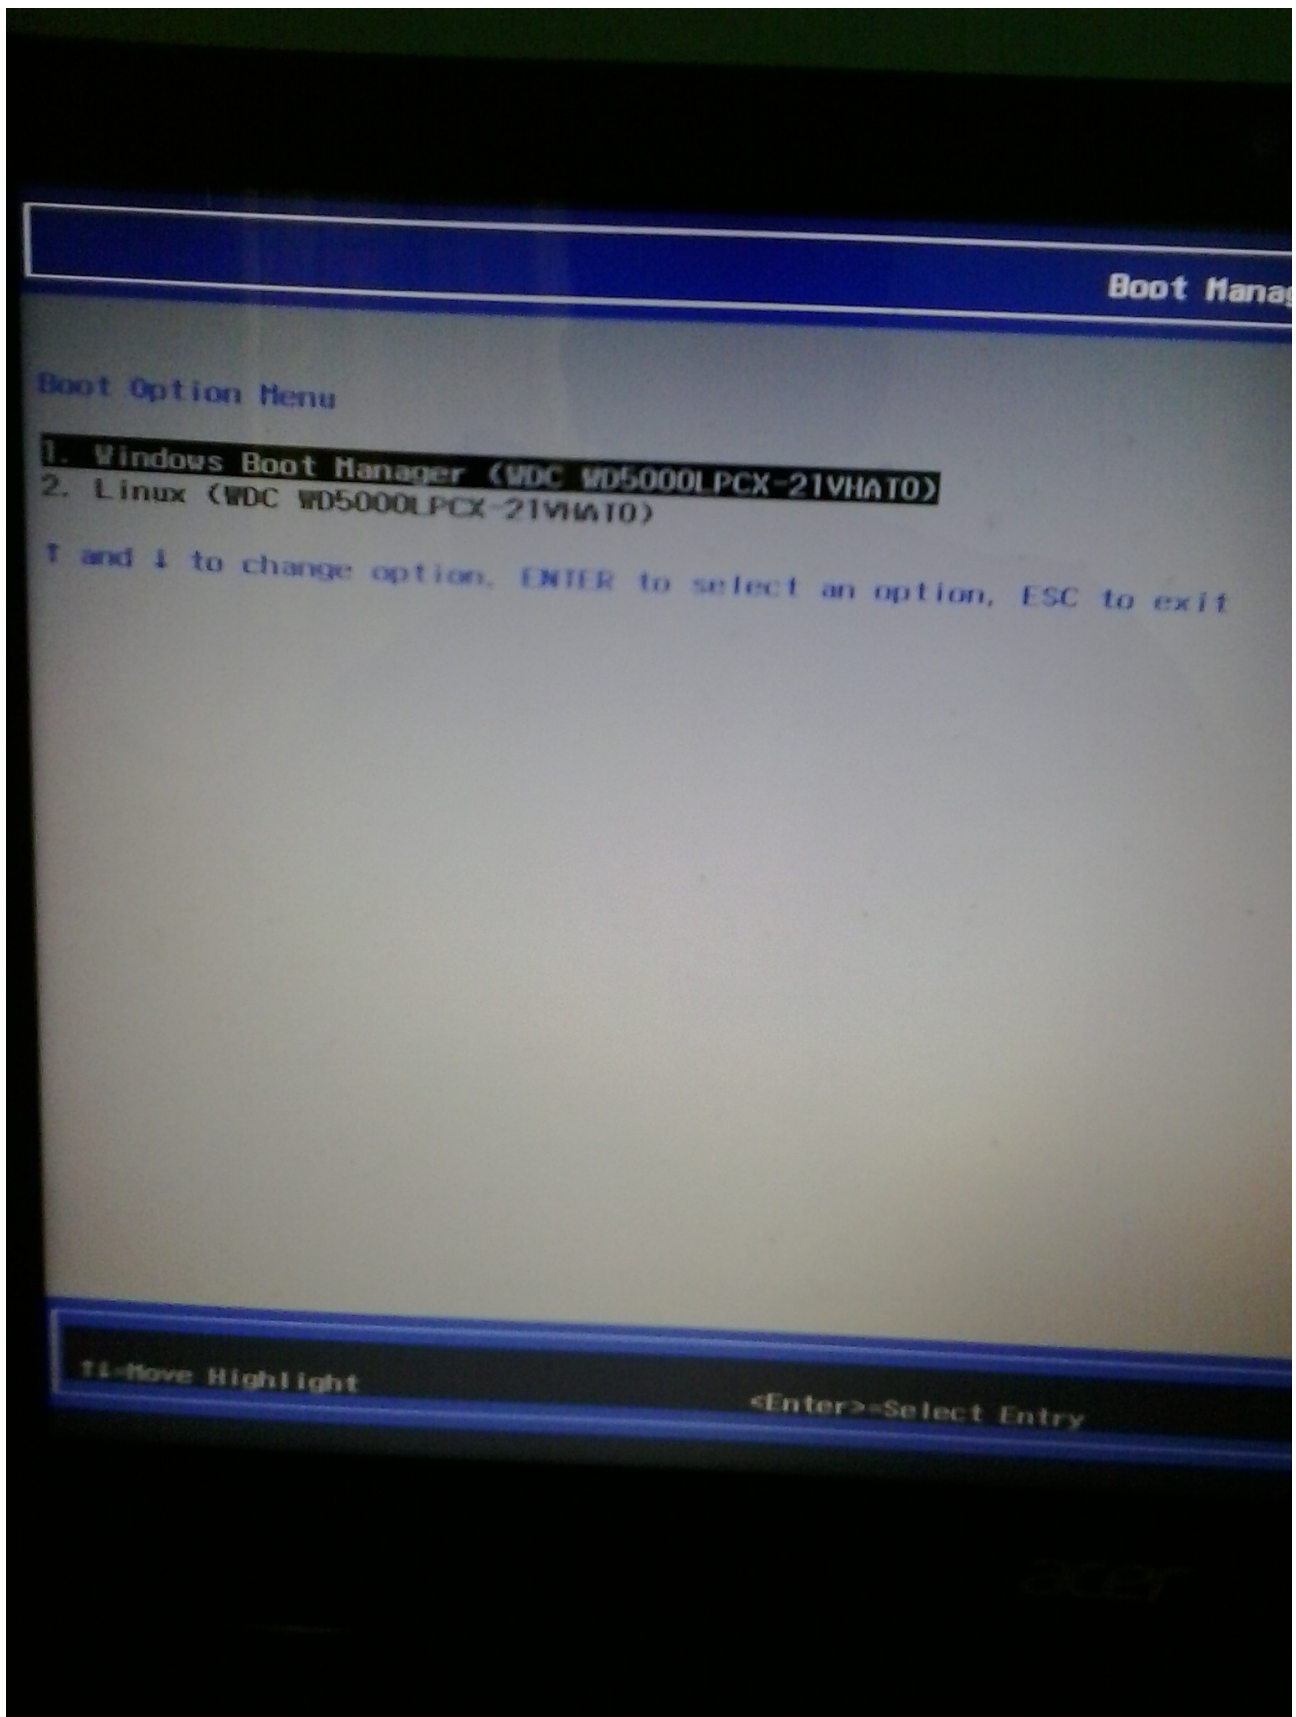 Boot Manag
Boot Option Menu
1. Windows Boot Manager (WDC WD5000LPCX-21VHAT0)
2. Linux (WDC WD5000LPCX-21VHAT0)
↑ and ↓ to change option, ENTER to select an option, ESC to exit
↑↓=Move Highlight
<Enter>=Select Entry
acer